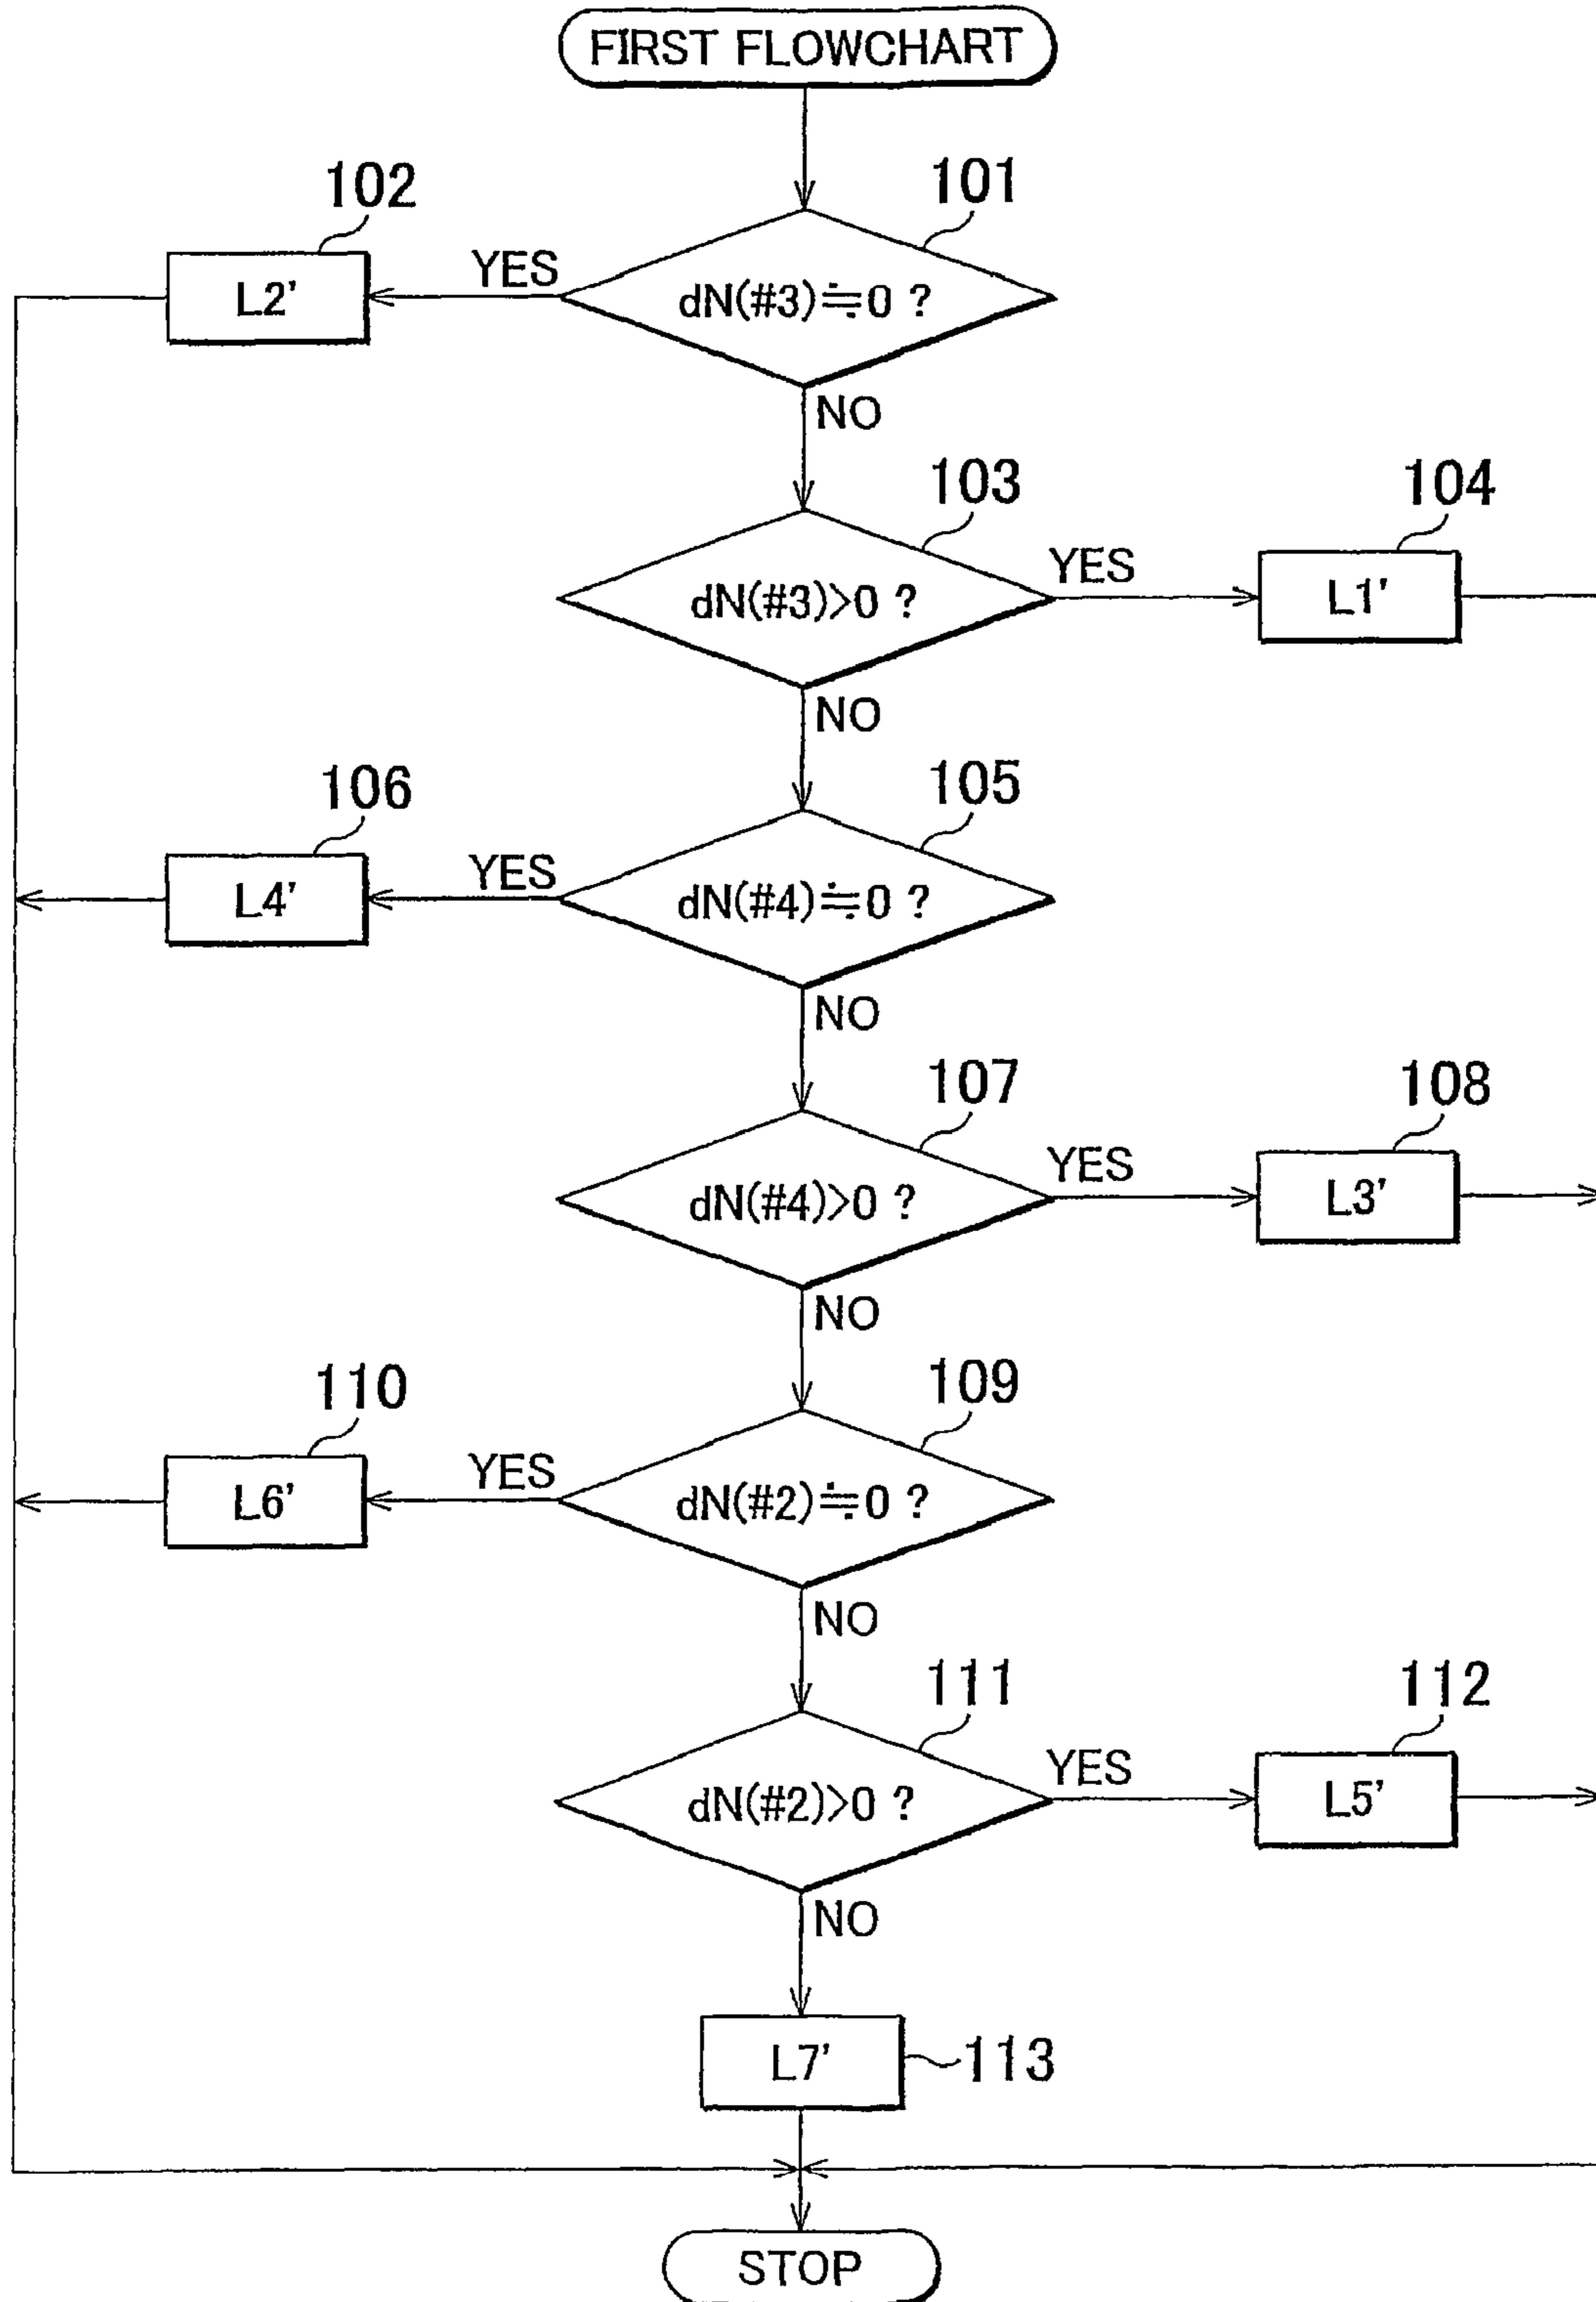 FIRST FLOWCHART
101
102
dN(#3)≒0 ?
YES
L2'
NO
103
104
dN(#3)>0 ?
YES
L1'
NO
105
106
dN(#4)≒0 ?
YES
L4'
NO
107
108
dN(#4)>0 ?
YES
L3'
NO
109
110
dN(#2)≒0 ?
YES
L6'
NO
111
112
dN(#2)>0 ?
YES
L5'
NO
L7'
113
STOP